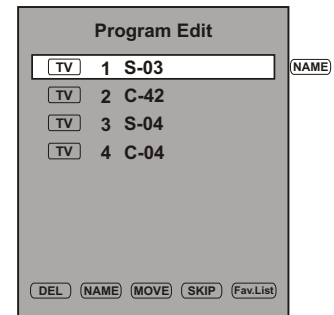 Program Edit
TV 1 S-03
NAME
TV 2 C-42
TV 3 S-04
TV 4 C-04
DEL NAME MOVE SKIP Fav.List